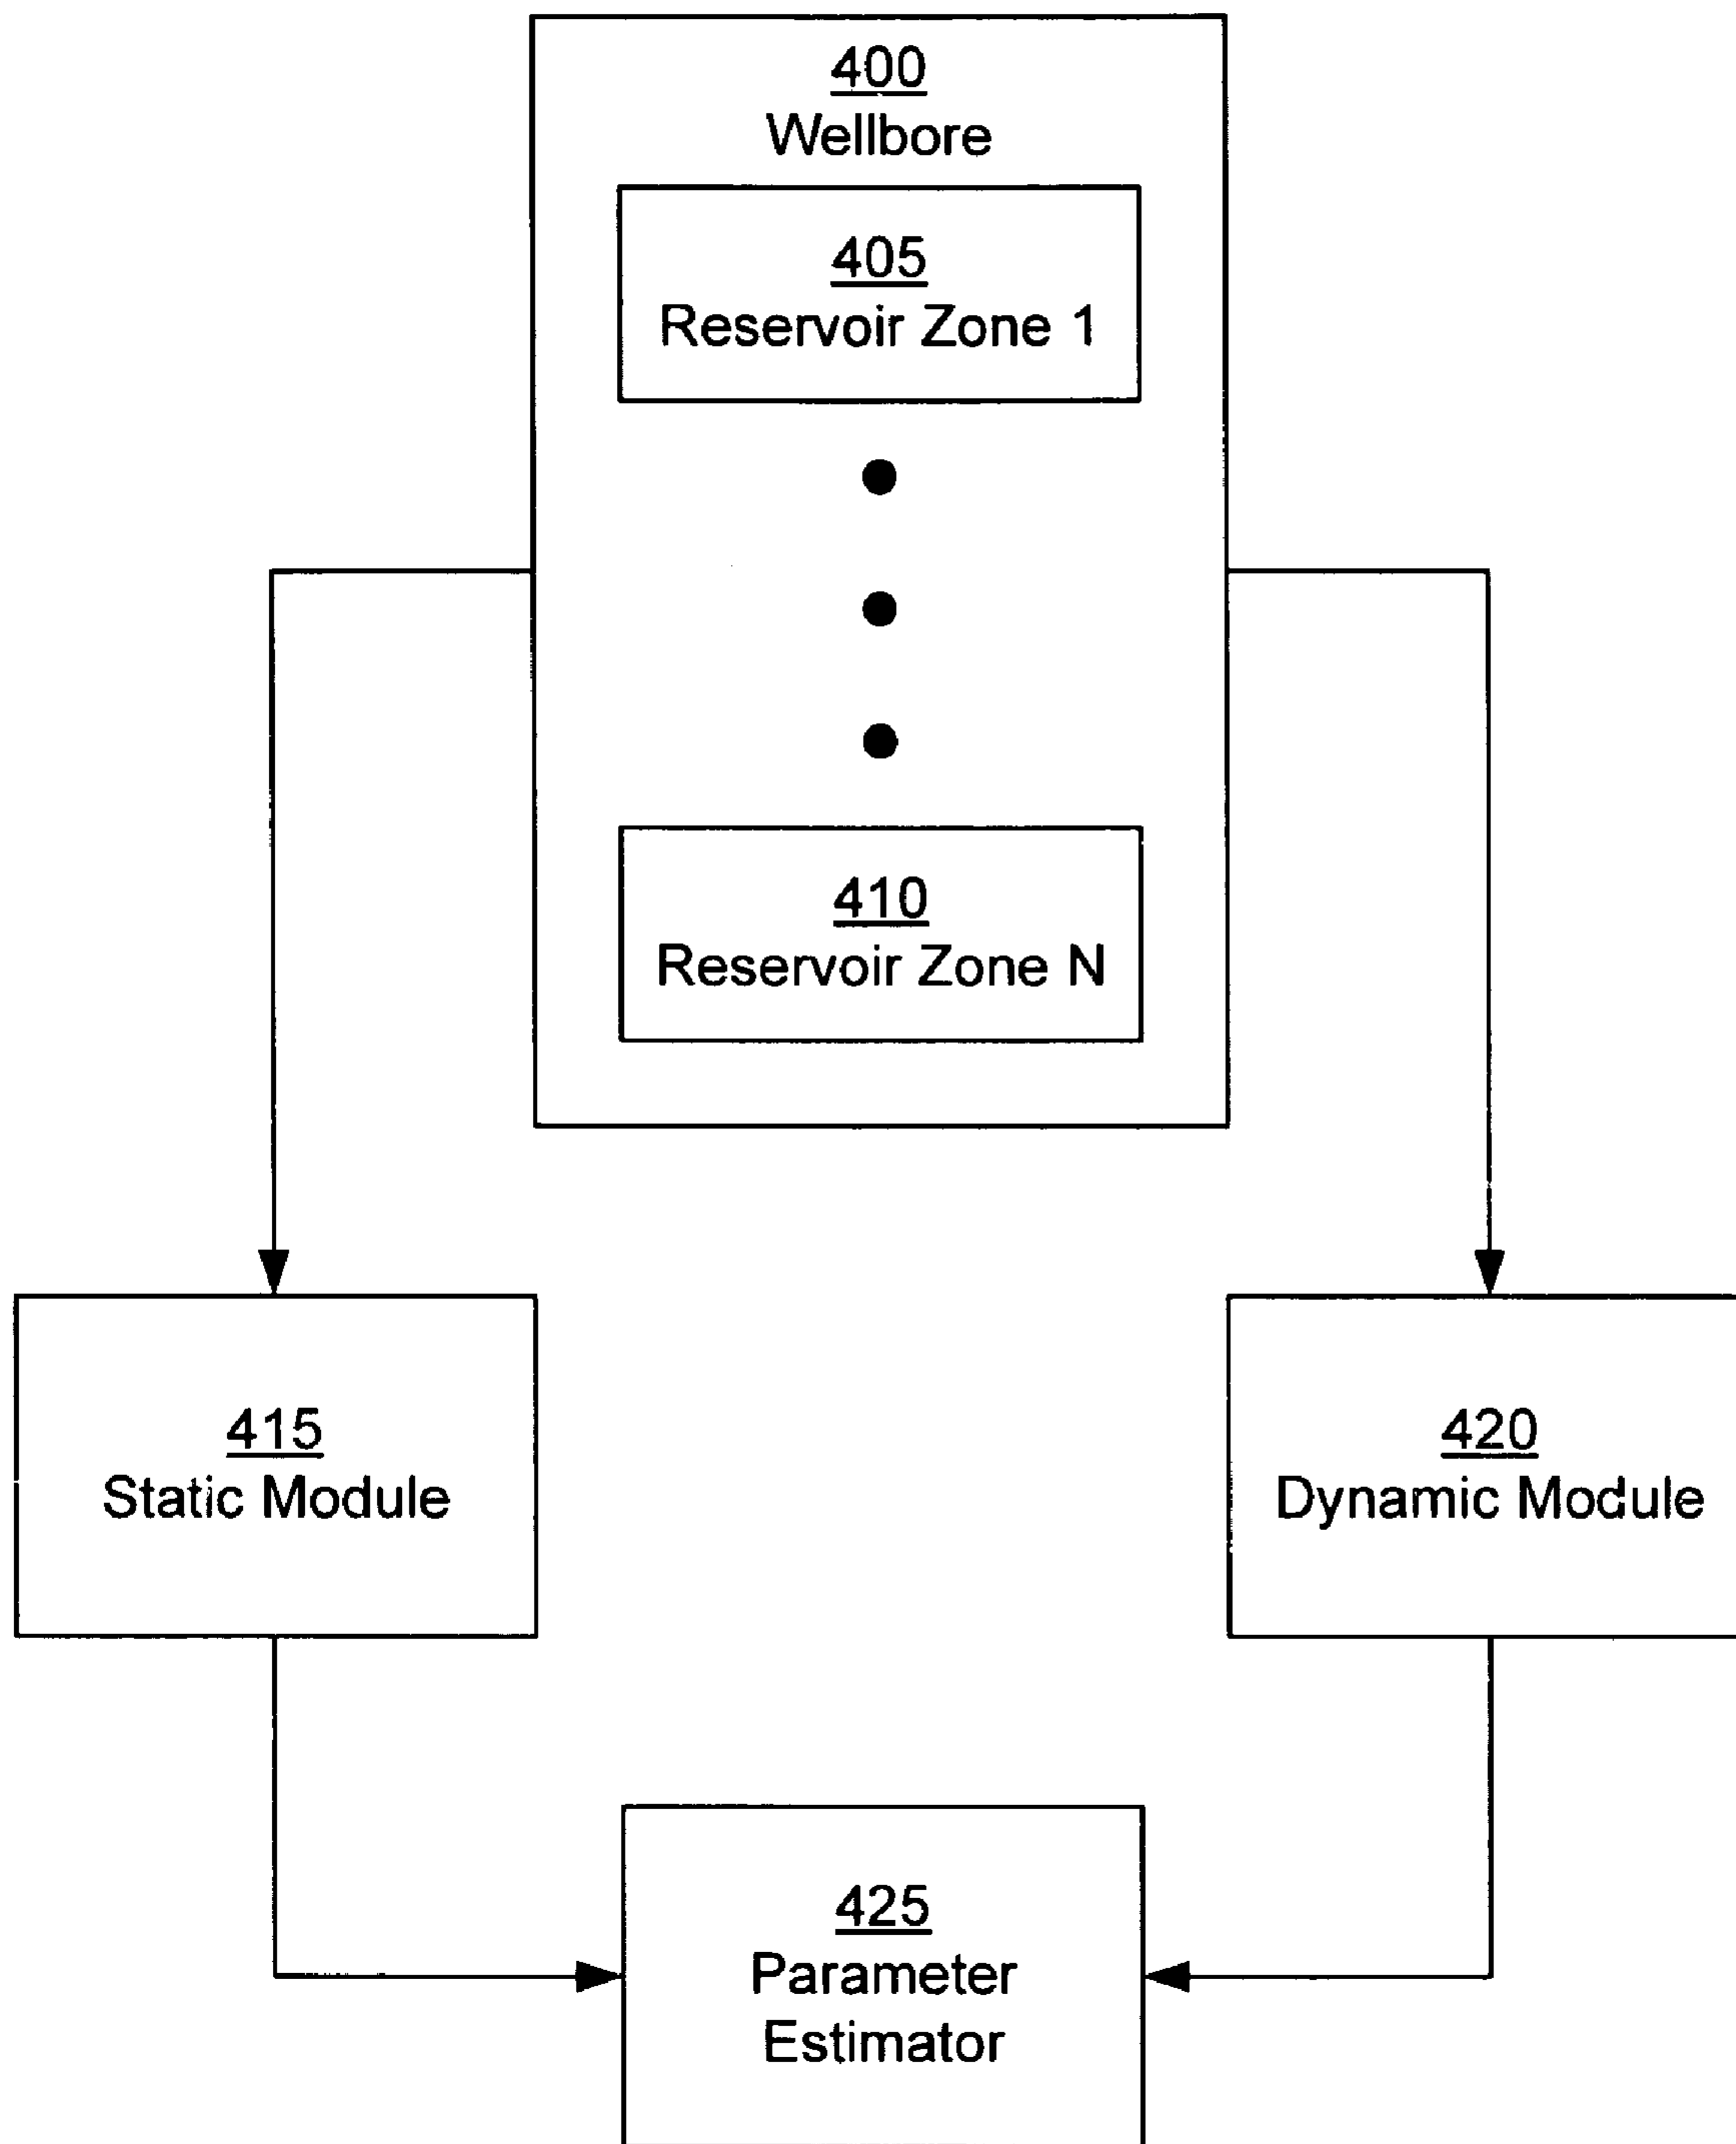 400
Wellbore
405
Reservoir Zone 1
410
Reservoir Zone N
415
Static Module
420
Dynamic Module
425
Parameter
Estimator